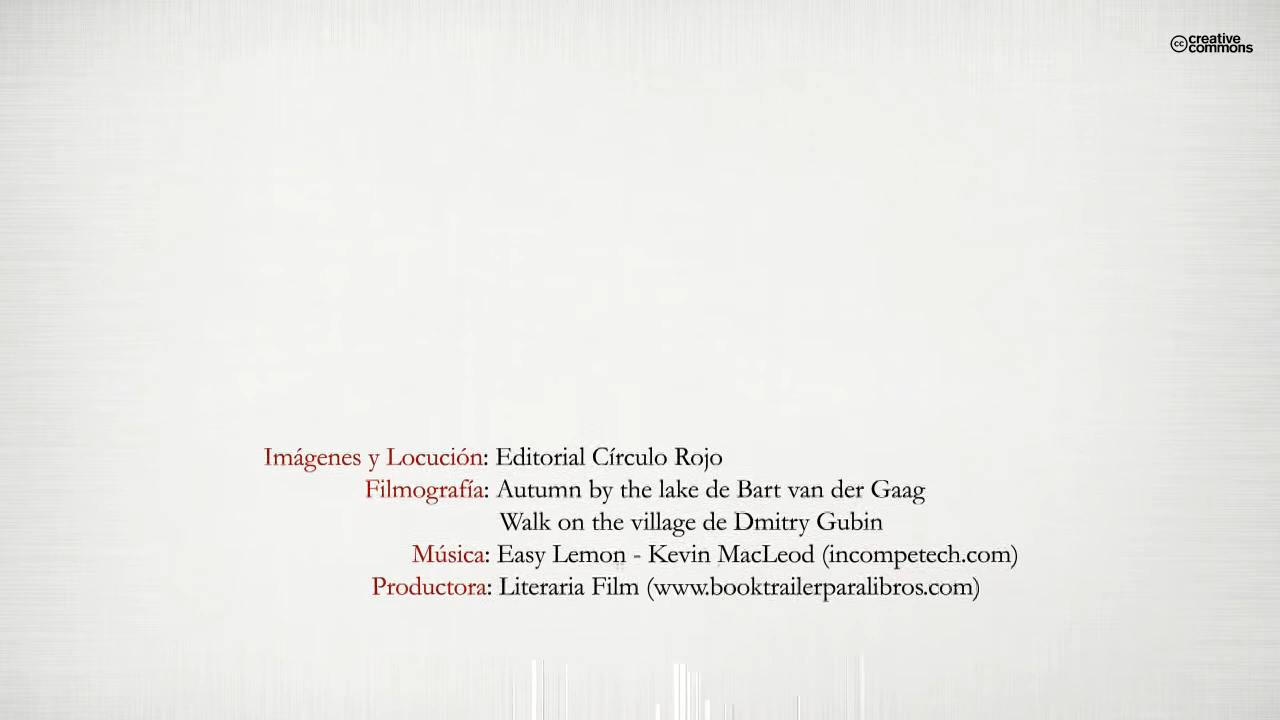 cc creative
commons
Imágenes y Locución: Editorial Círculo Rojo
Filmografía: Autumn by the lake de Bart van der Gaag
Walk on the village de Dmitry Gubin
Música: Easy Lemon - Kevin MacLeod (incompetech.com)
Productora: Literaria Film (www.booktrailerparalibros.com)